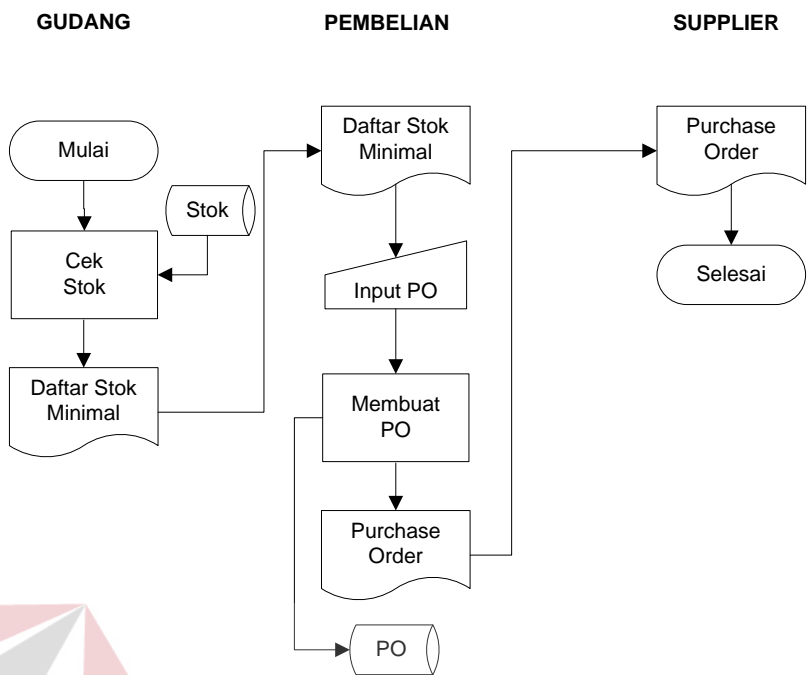 GUDANG
PEMBELIAN
SUPPLIER
Mulai
Stok
Cek
Stok
Daftar Stok
Minimal
Daftar Stok
Minimal
Input PO
Membuat
PO
Purchase
Order
PO
Purchase
Order
Selesai